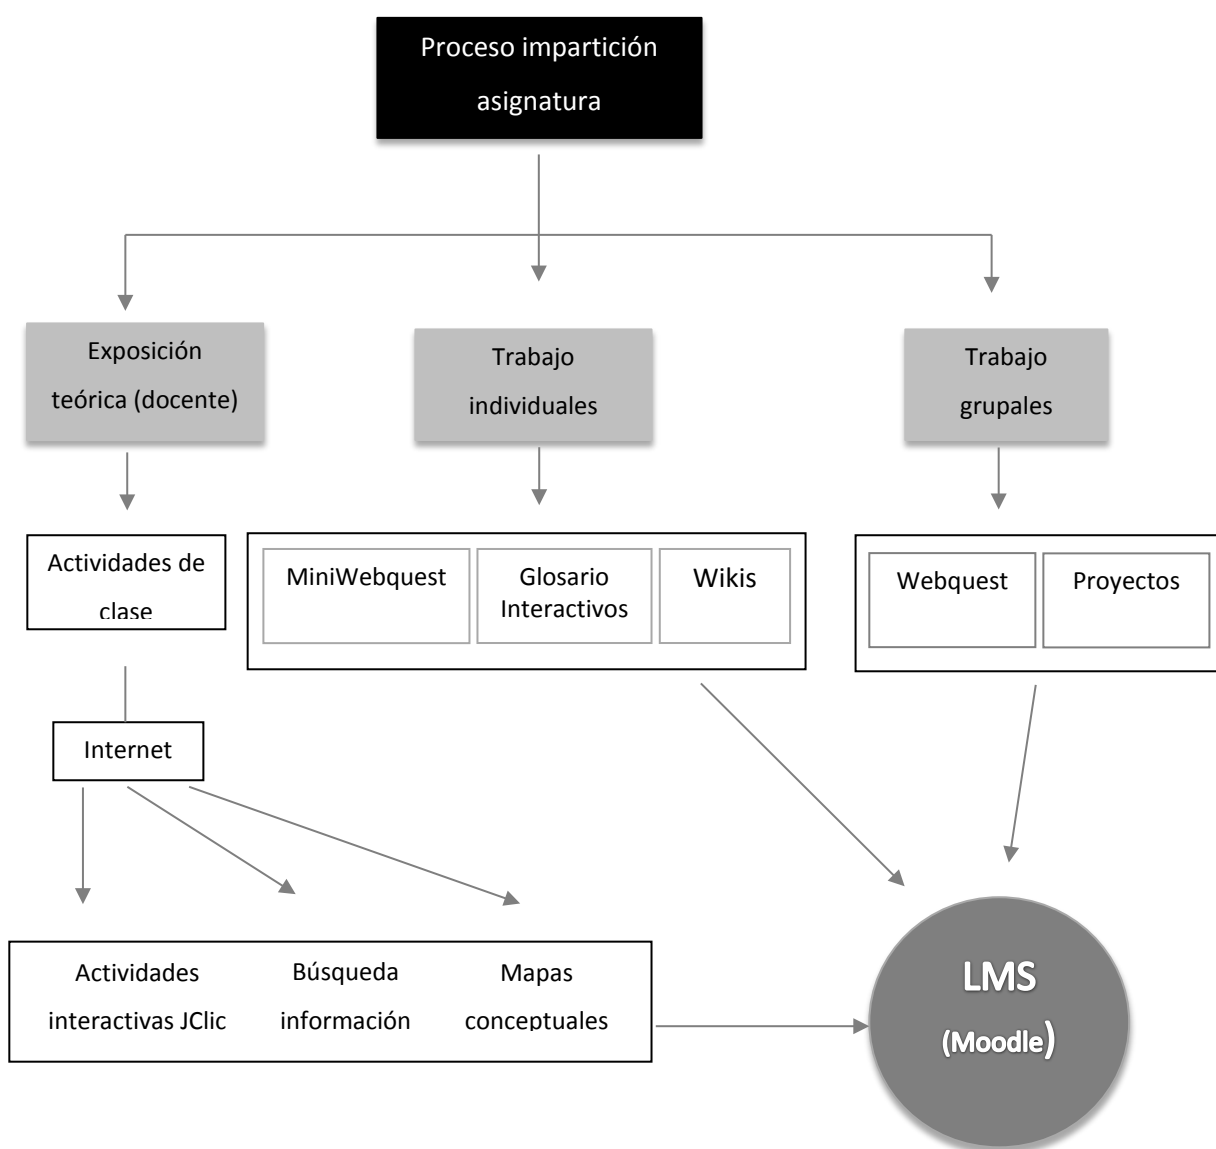 Proceso impartición
asignatura
Exposición
teórica (docente)
Trabajo
individuales
Trabajo
grupales
Actividades de
clase
MiniWebquest
Glosario
Interactivos
Wikis
Webquest
Proyectos
Internet
Actividades
interactivas JClic
Búsqueda
información
Mapas
conceptuales
LMS
(Moodle)